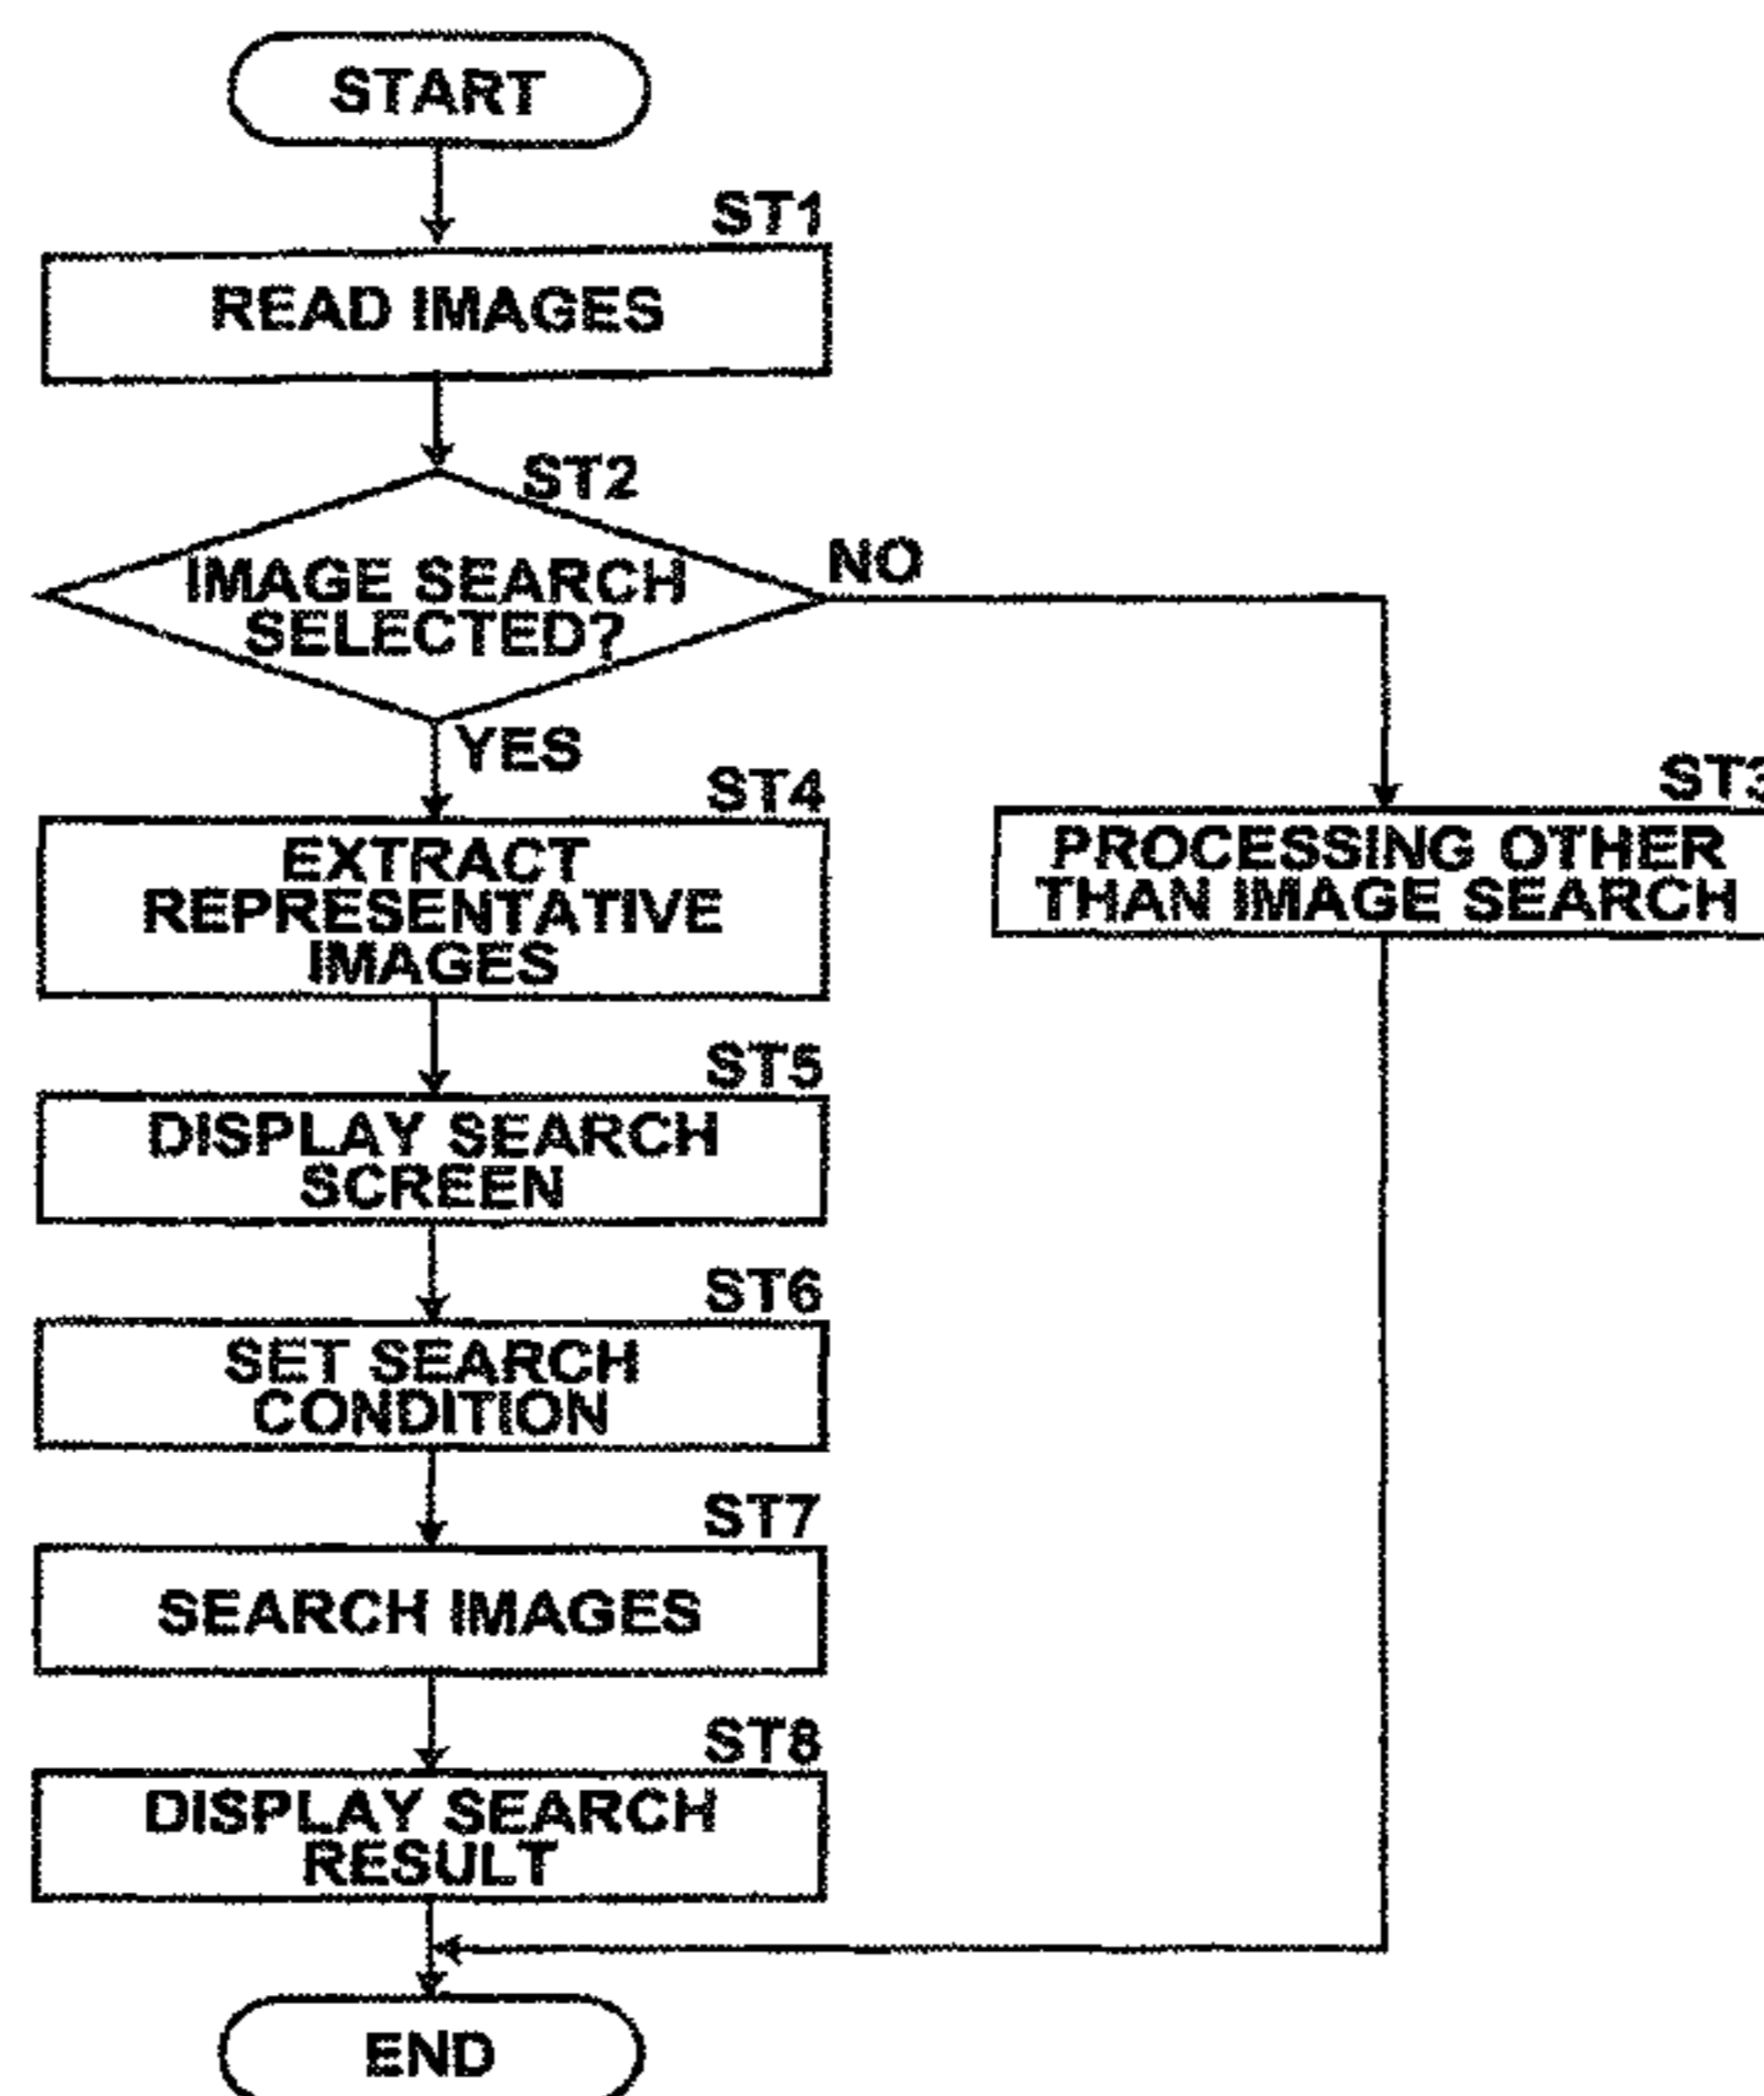 START
ST1
READ IMAGES
ST2
IMAGE SEARCH
SELECTED?
NO
YES
ST4
EXTRACT
REPRESENTATIVE
IMAGES
ST3
PROCESSING OTHER
THAN IMAGE SEARCH
ST5
DISPLAY SEARCH
SCREEN
ST6
SET SEARCH
CONDITION
ST7
SEARCH IMAGES
ST8
DISPLAY SEARCH
RESULT
END